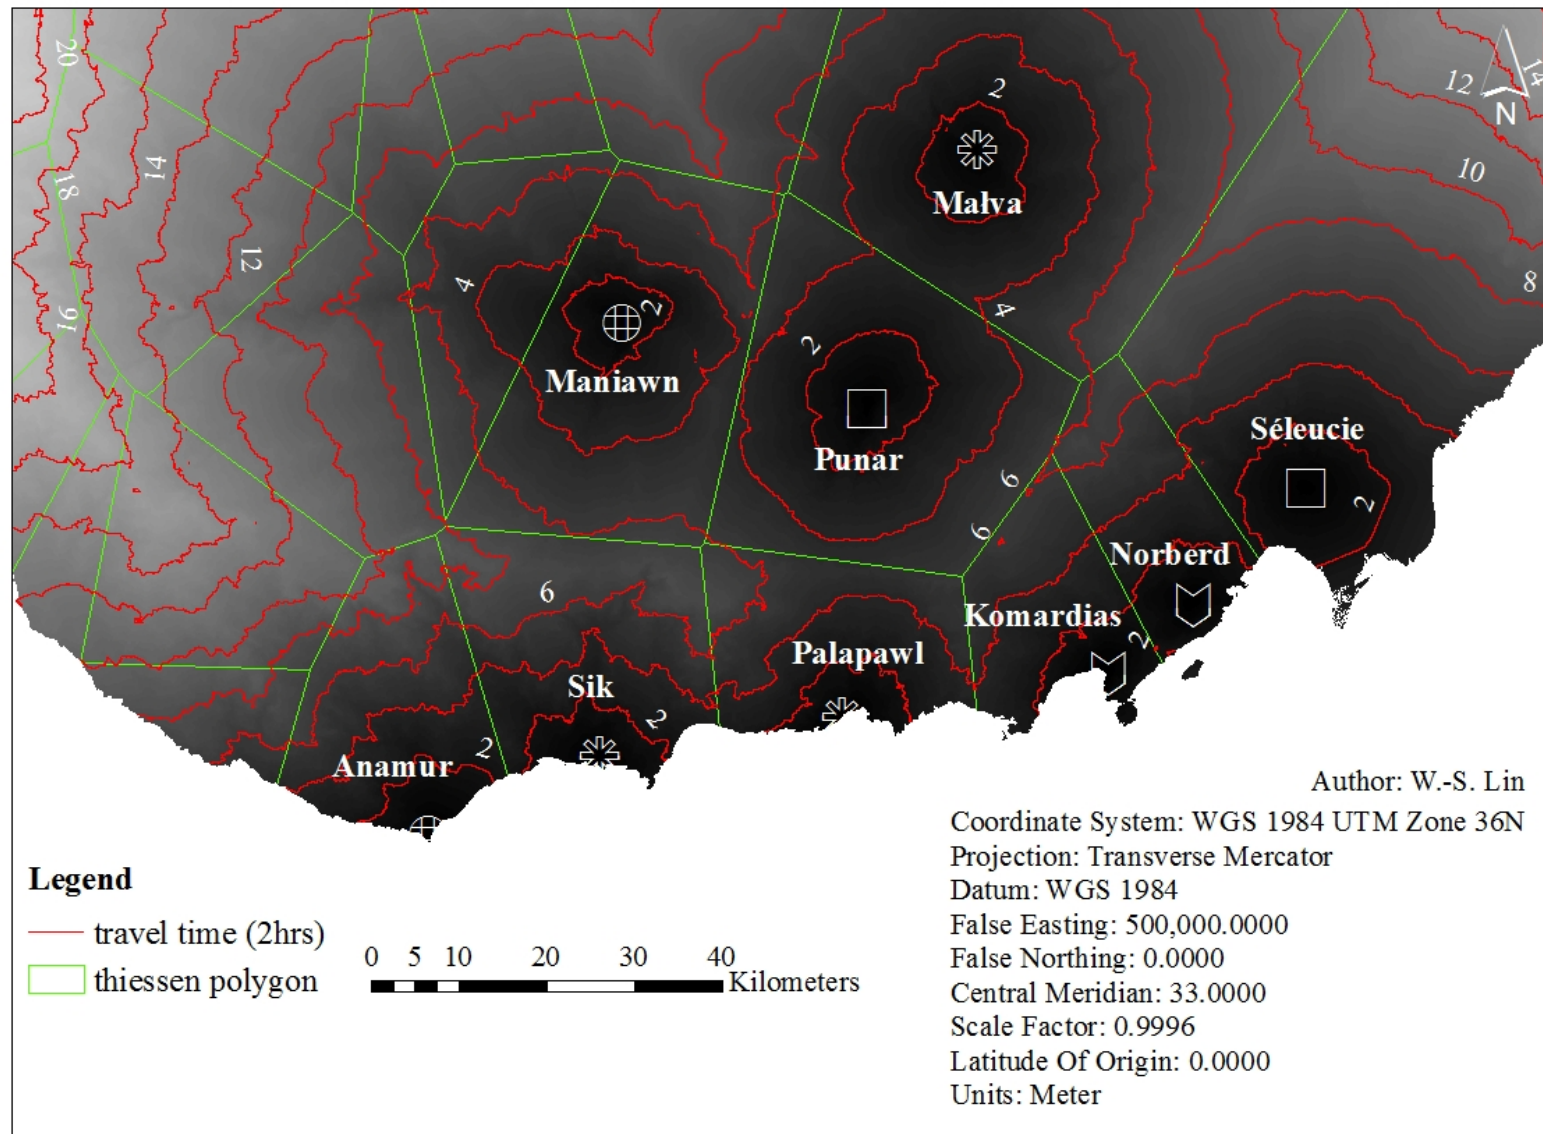 20
2
12
14
N
14
10
18
Małva
12
8
4
2
4
16
2
Maniawn
Séleucie
Punar
2
6
6
Norberd
6
Komardias
2
Palapawl
Sik
2
2
Anamur
Author: W.-S. Lin
Coordinate System: WGS 1984 UTM Zone 36N
Projection: Transverse Mercator
Datum: WGS 1984
False Easting: 500,000.0000
False Northing: 0.0000
Central Meridian: 33.0000
Scale Factor: 0.9996
Latitude Of Origin: 0.0000
Units: Meter
Legend
travel time (2hrs)
thiessen polygon
0 5 10 20 30 40
Kilometers